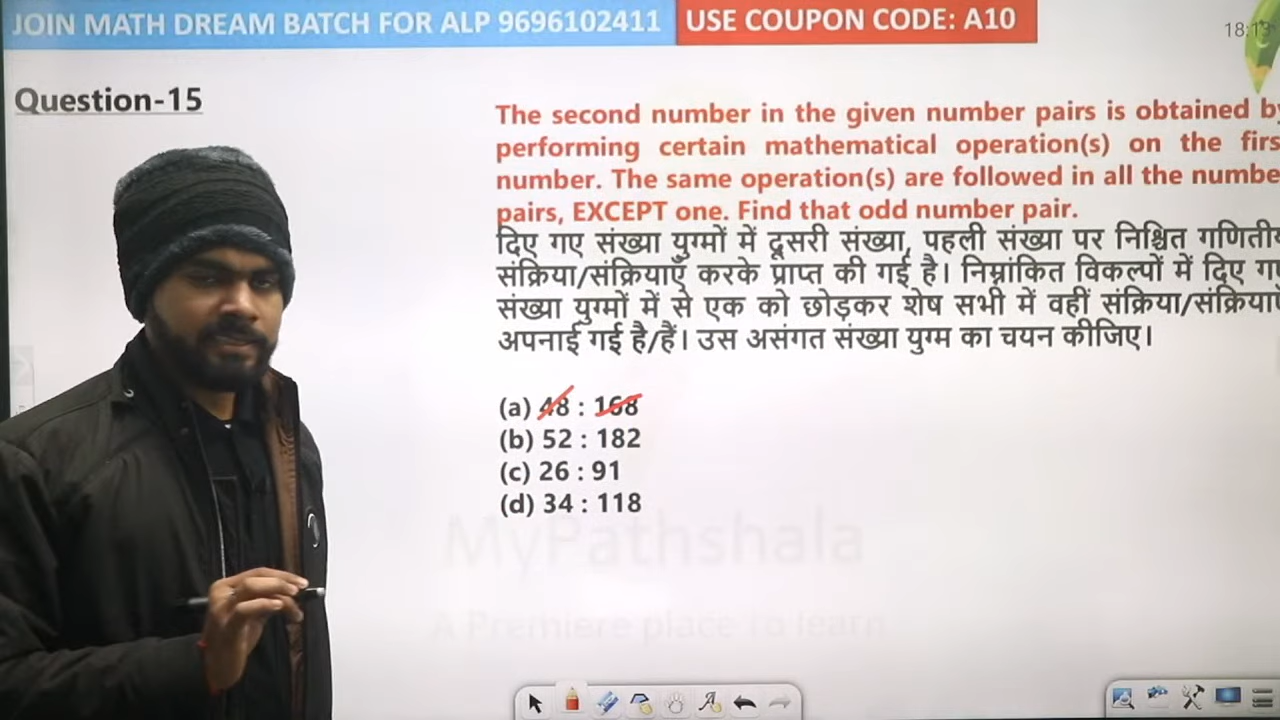 JOIN MATH DREAM BATCH FOR ALP 9696102411 USE COUPON CODE: A10
Question-15
The second number in the given number pairs is obtained by
performing certain mathematical operation(s) on the firs
number. The same operation(s) are followed in all the numbe
pairs, EXCEPT one. Find that odd number pair.
दिए गए संख्या युग्मों में दूसरी संख्या, पहली संख्या पर निश्चित गणितीय
संक्रिया/संक्रियाएँ करके प्राप्त की गई है। निम्नांकित विकल्पों में दिए गए
संख्या युग्मों में से एक को छोड़कर शेष सभी में वहीं संक्रिया/संक्रियाएं
अपनाई गई है/हैं। उस असंगत संख्या युग्म का चयन कीजिए।
(a) 48 : 168
(b) 52 : 182
(c) 26 : 91
(d) 34 : 118
MyPathshala
A Premiere place to learn